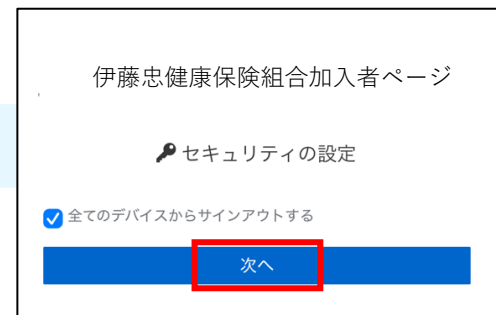 伊藤忠健康保険組合加入者ページ
セキュリティの設定
全てのデバイスからサインアウトする
次へ